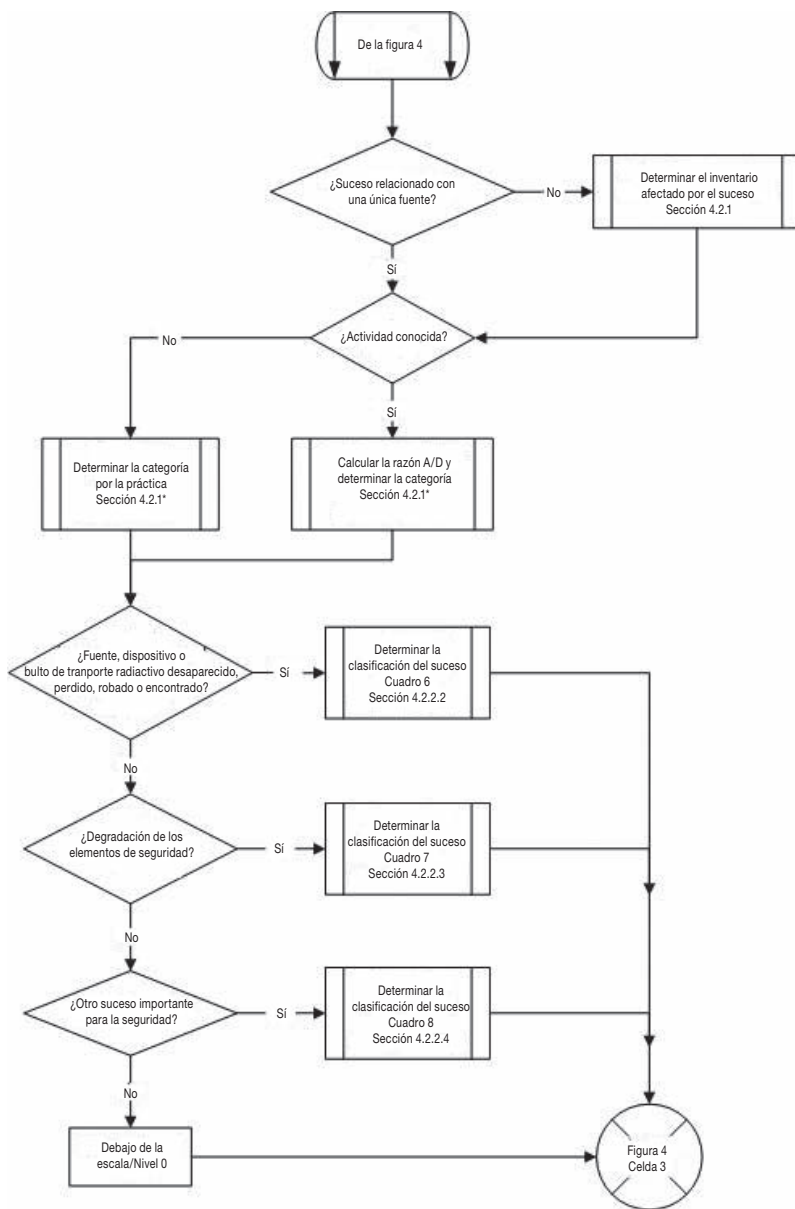 De la figura 4
¿Suceso relacionado con
una única fuente?
No
Determinar el inventario
afectado por el suceso
Sección 4.2.1
Sí
¿Actividad conocida?
No
Sí
Determinar la categoría
por la práctica
Sección 4.2.1*
Calcular la razón A/D y
determinar la categoría
Sección 4.2.1*
¿Fuente, dispositivo o
bulto de tranporte radiactivo desaparecido,
perdido, robado o encontrado?
Sí
Determinar la
clasificación del suceso
Cuadro 6
Sección 4.2.2.2
No
¿Degradación de los
elementos de seguridad?
Sí
Determinar la
clasificación del suceso
Cuadro 7
Sección 4.2.2.3
No
¿Otro suceso importante
para la seguridad?
Sí
Determinar la
clasificación del suceso
Cuadro 8
Sección 4.2.2.4
No
Debajo de la
escala/Nivel 0
Figura 4
Celda 3